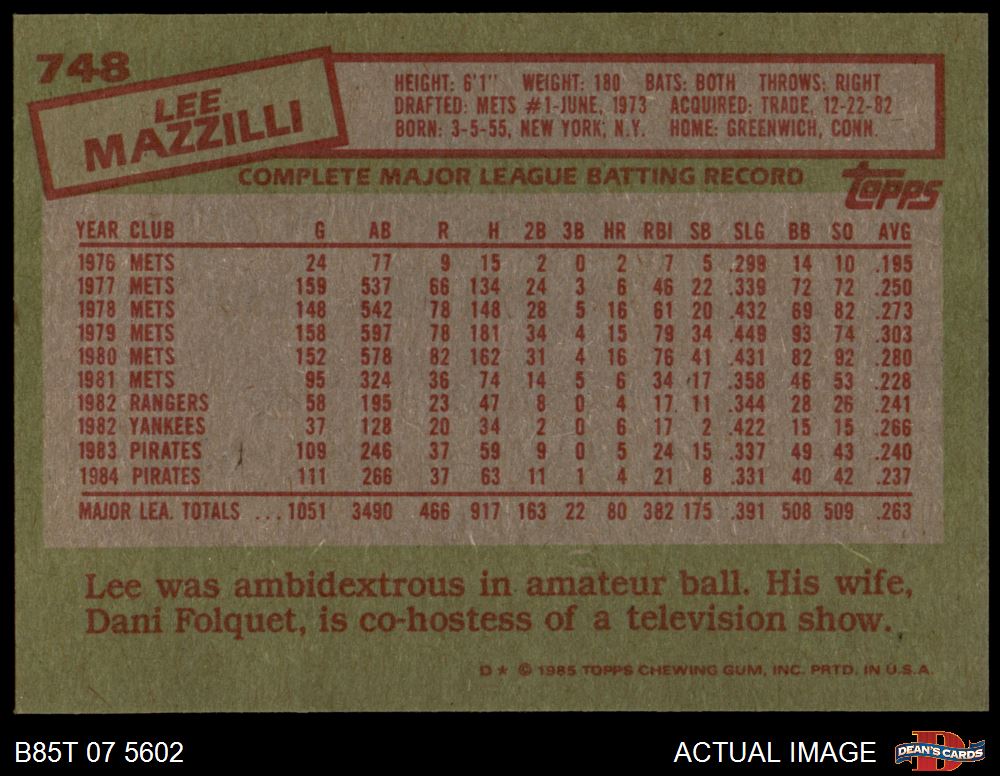 748
LEE
MAZZILLI
HEIGHT: 6'1" WEIGHT: 180 BATS: BOTH THROWS: RIGHT
DRAFTED: METS #1-JUNE, 1973 ACQUIRED: TRADE, 12-22-82
BORN: 3-5-55, NEW YORK, N.Y. HOME: GREENWICH, CONN.
COMPLETE MAJOR LEAGUE BATTING RECORD
topps
YEAR CLUB G AB R H 2B 3B HR RBI SB SLG BB SO AVG
1976 METS 24 77 9 15 2 0 2 7 5 .299 14 10 .195
1977 METS 159 537 66 134 24 3 6 46 22 .339 72 72 .250
1978 METS 148 542 78 148 28 5 16 61 20 .432 69 82 .273
1979 METS 158 597 78 181 34 4 15 79 34 .449 93 74 .303
1980 METS 152 578 82 162 31 4 16 76 41 .431 82 92 .280
1981 METS 95 324 36 74 14 5 6 34 17 .358 46 53 .228
1982 RANGERS 58 195 23 47 8 0 4 17 11 .344 28 26 .241
1982 YANKEES 37 128 20 34 2 0 6 17 2 .422 15 15 .266
1983 PIRATES 109 246 37 59 9 0 5 24 15 .337 49 43 .240
1984 PIRATES 111 266 37 63 11 1 4 21 8 .331 40 42 .237
MAJOR LEA. TOTALS ... 1051 3490 466 917 163 22 80 382 175 .391 508 509 .263
Lee was ambidextrous in amateur ball. His wife,
Dani Folquet, is co-hostess of a television show.
D * © 1985 TOPPS CHEWING GUM, INC. PRTD. IN U.S.A.
B85T 07 5602
ACTUAL IMAGE
D
DEAN'S CARDS